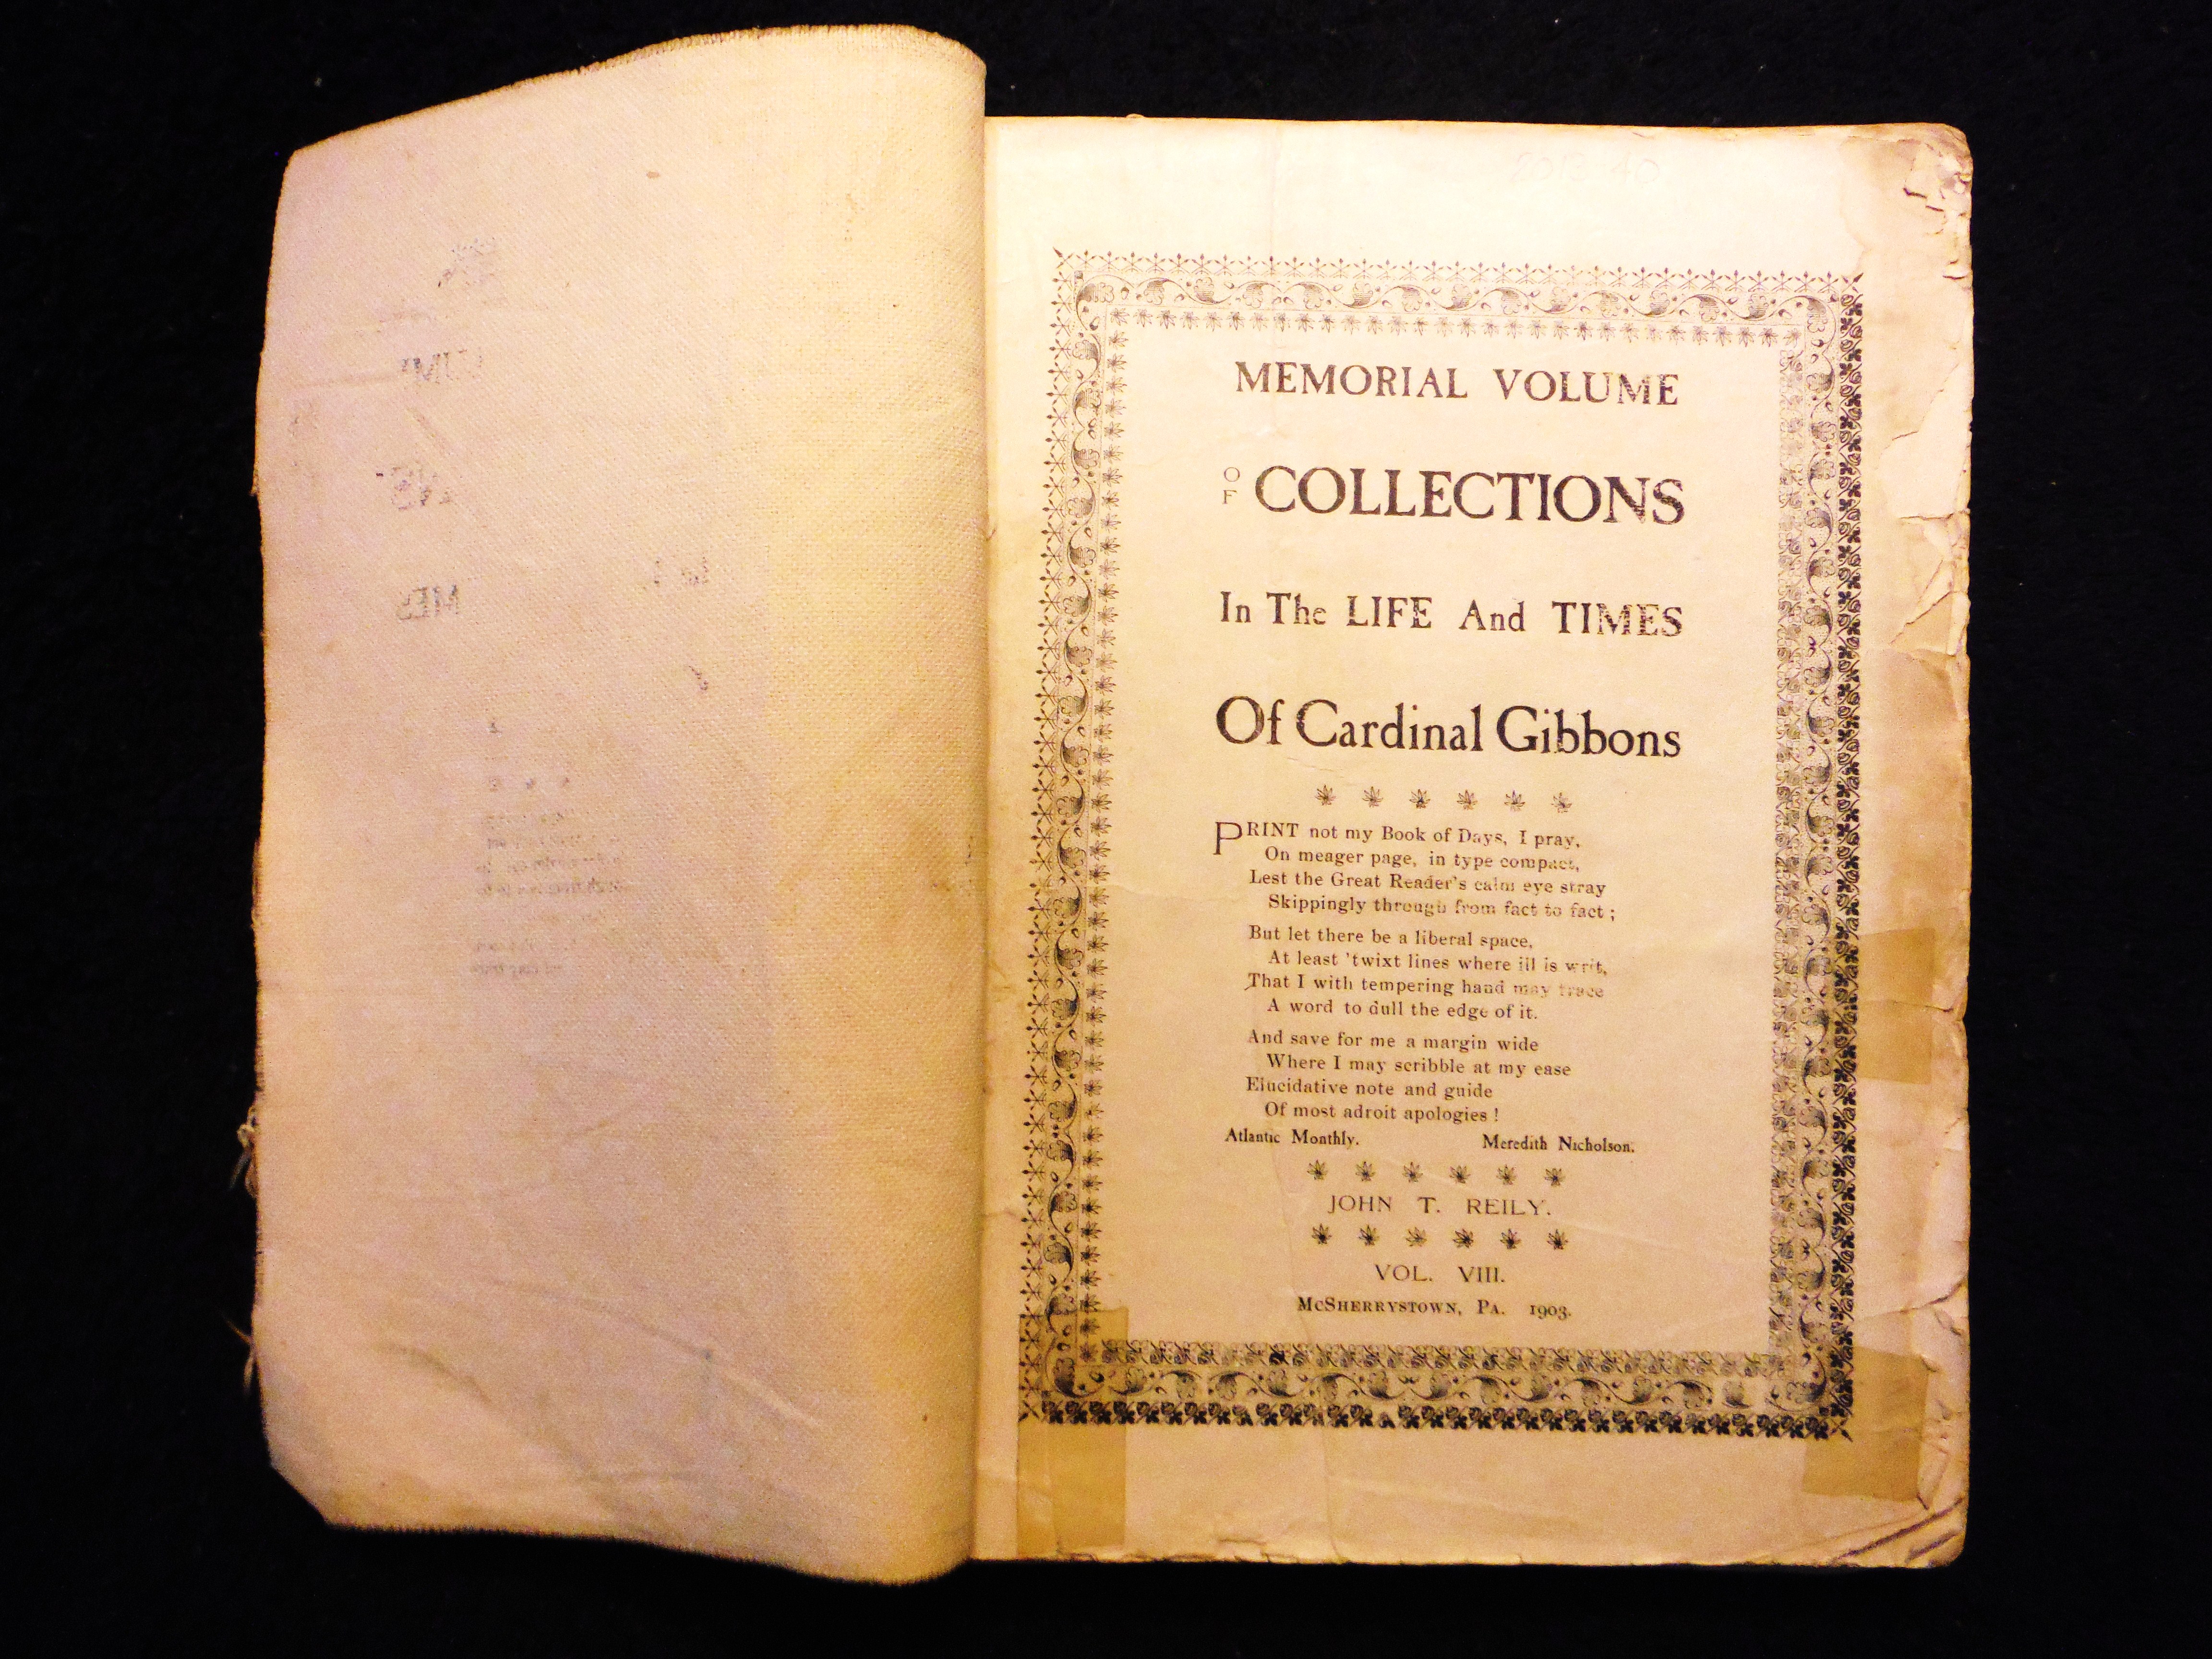 2013 40
MEMORIAL VOLUME
OF COLLECTIONS
In The LIFE And TIMES
Of Cardinal Gibbons
PRINT not my Book of Days, I pray,
On meager page, in type compact,
Lest the Great Reader's calm eye stray
Skippingly through from fact to fact ;
But let there be a liberal space,
At least 'twixt lines where ill is writ,
That I with tempering hand may trace
A word to dull the edge of it.
And save for me a margin wide
Where I may scribble at my ease
Elucidative note and guide
Of most adroit apologies !
Atlantic Monthly. Meredith Nicholson.
JOHN T. REILY.
VOL. VIII.
McSHERRYSTOWN, PA. 1903.